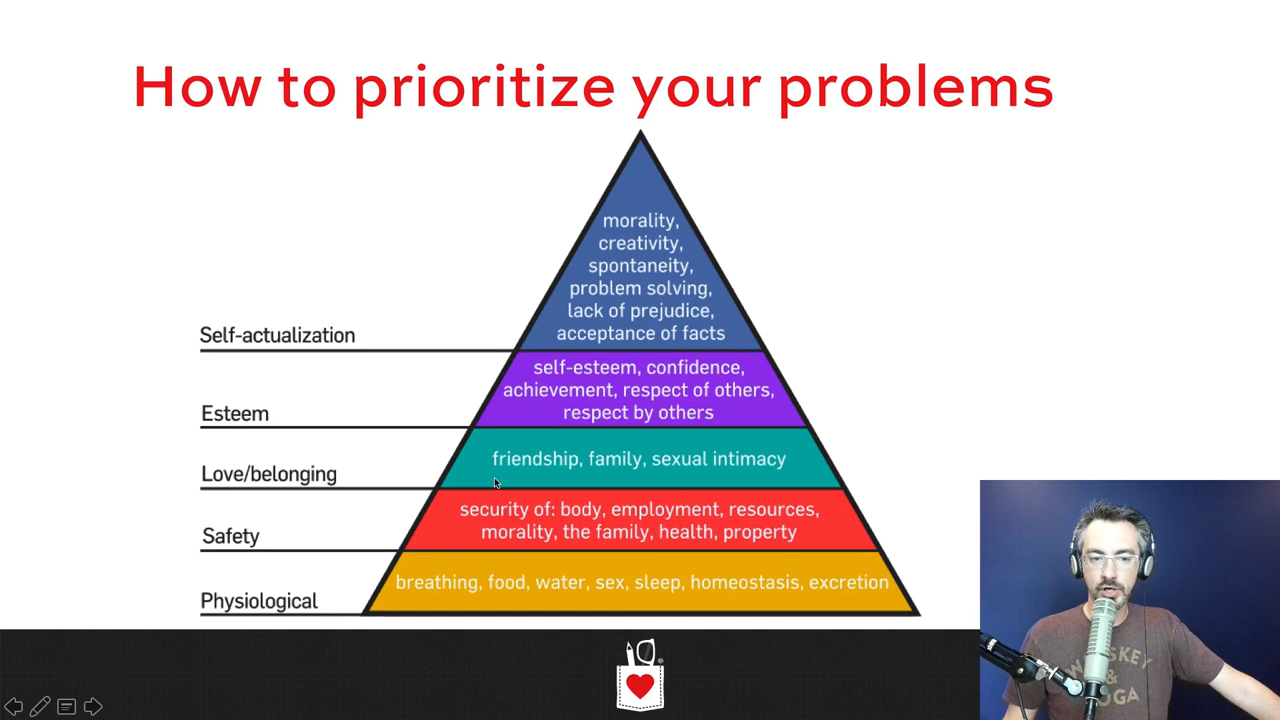 How to prioritize your problems
morality,
creativity,
spontaneity,
problem solving,
lack of prejudice,
acceptance of facts
Self-actualization
self-esteem, confidence,
achievement, respect of others,
respect by others
Esteem
friendship, family, sexual intimacy
Love/belonging
security of: body, employment, resources,
morality, the family, health, property
Safety
breathing, food, water, sex, sleep, homeostasis, excretion
Physiological
&